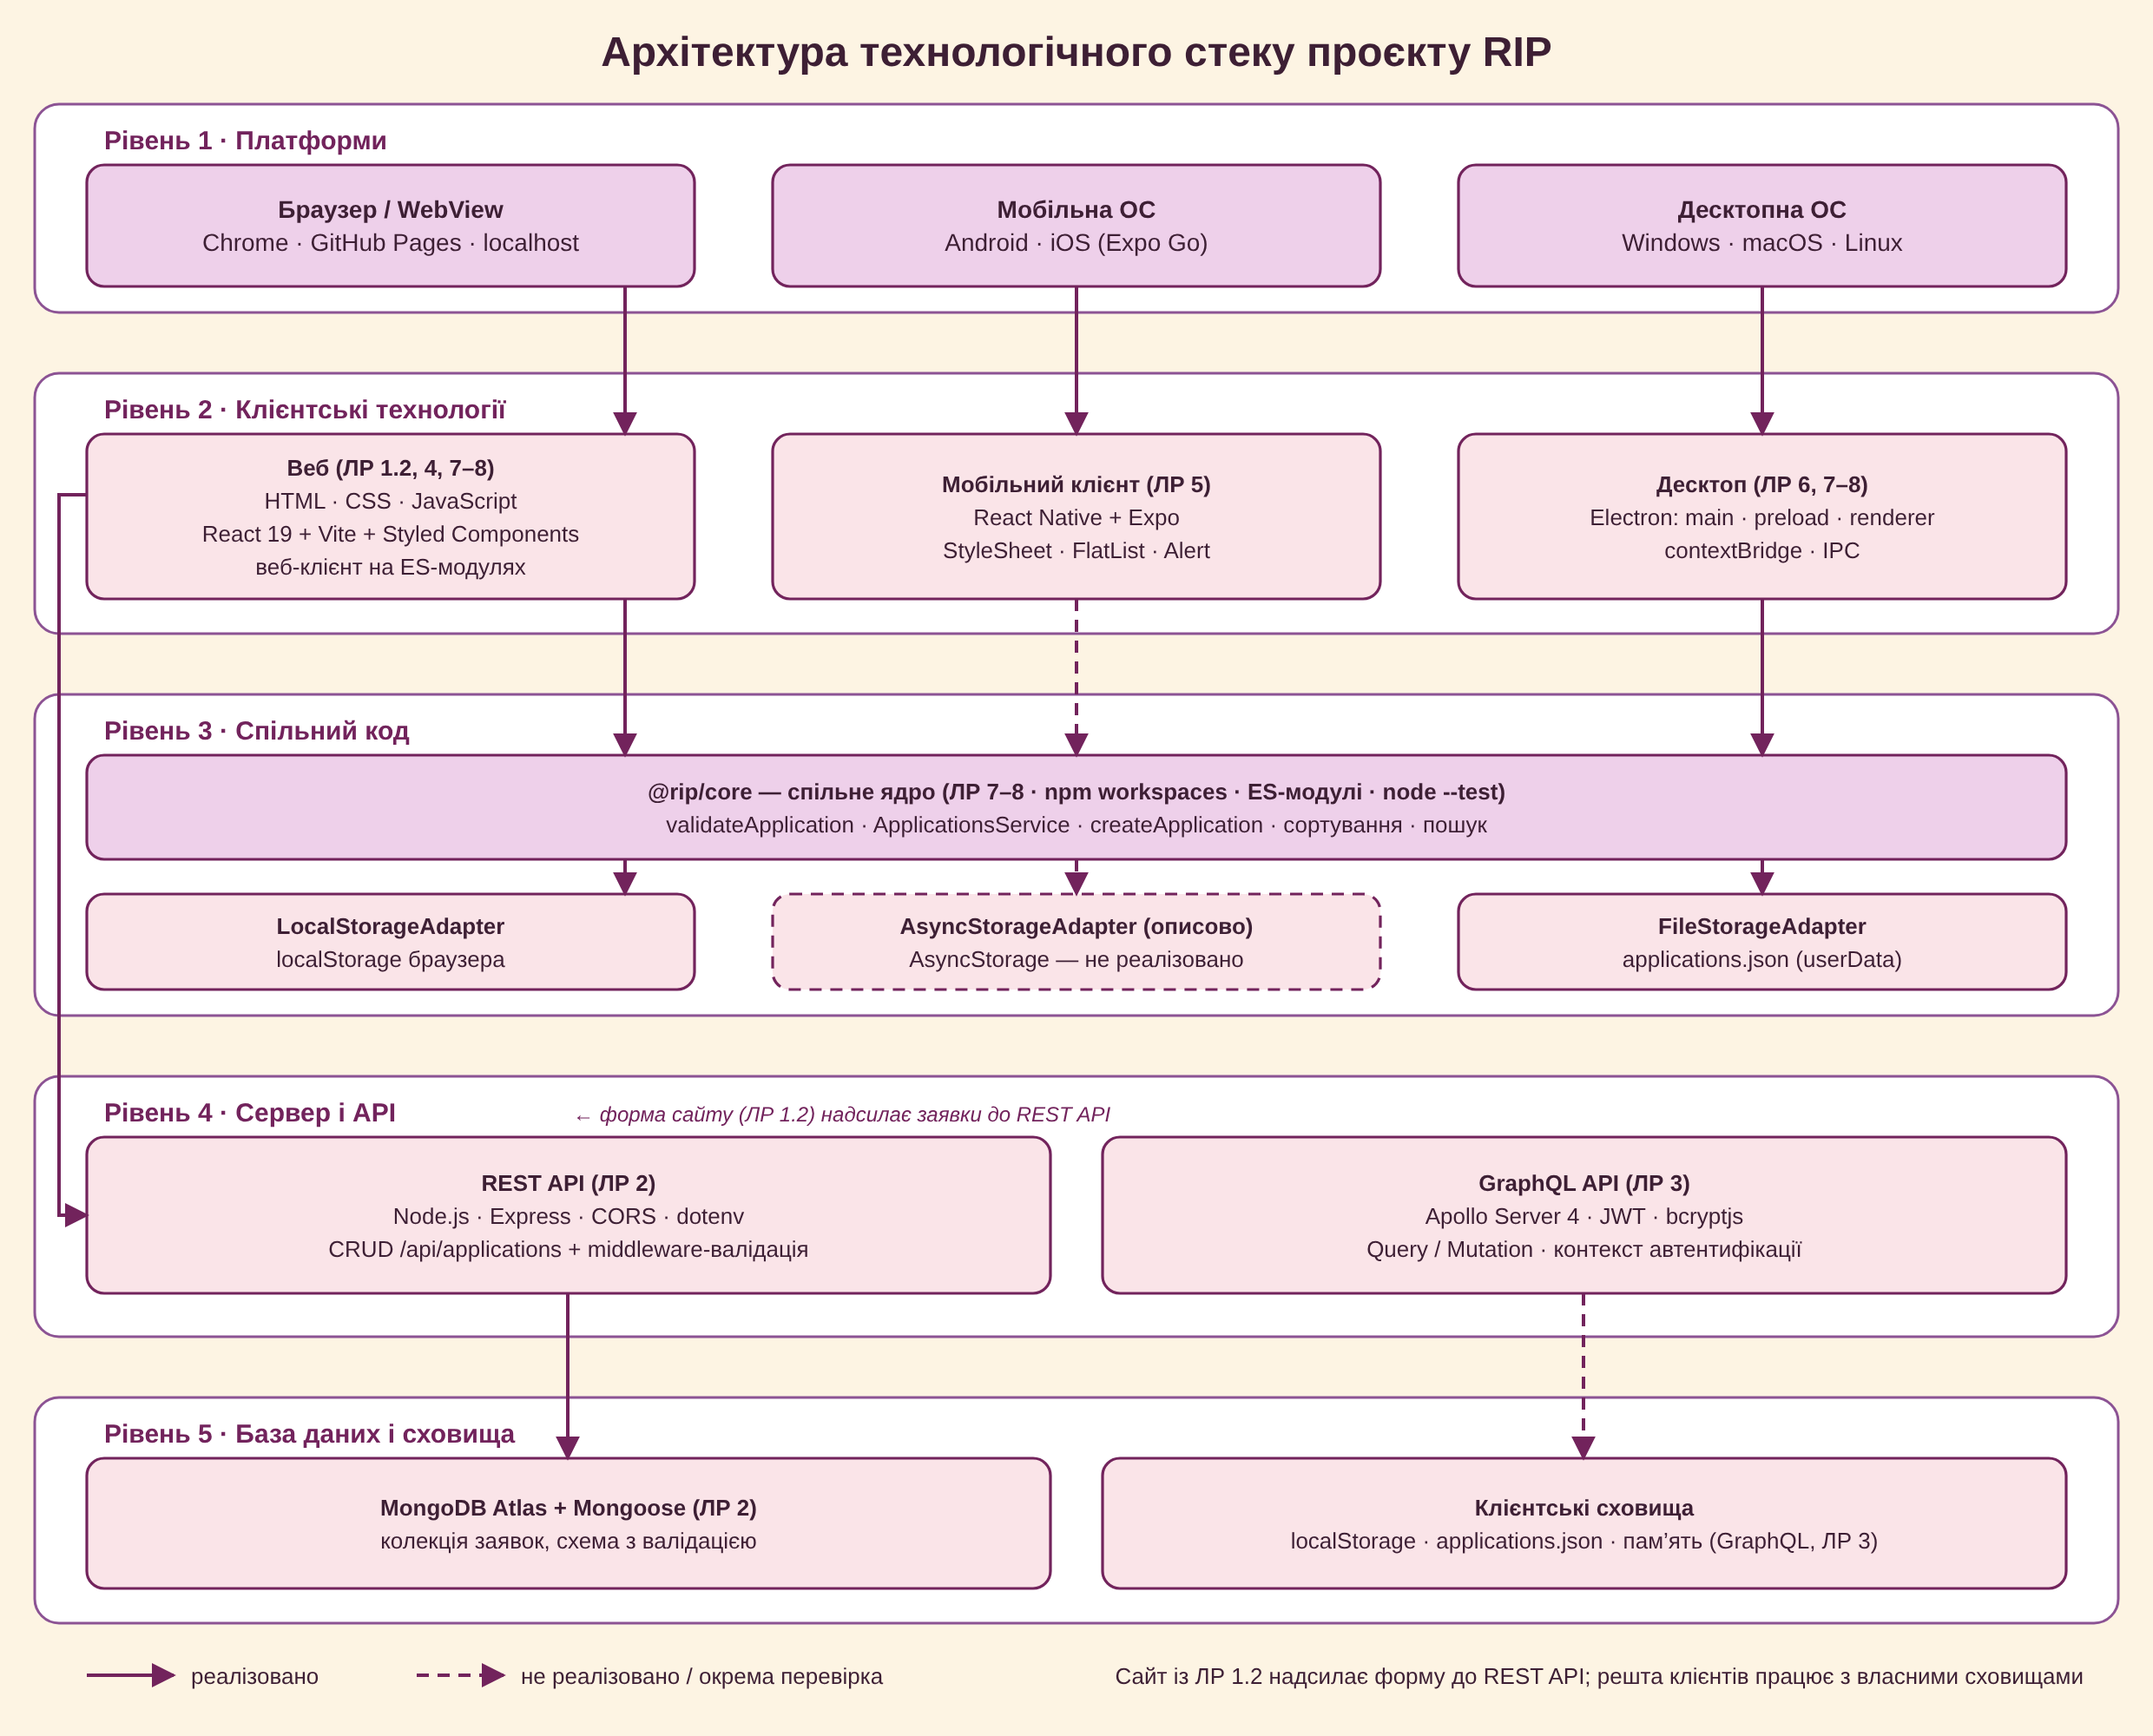 Архітектура технологічного стеку проєкту RIP
Рівень 1 · Платформи
Браузер / WebView
Chrome · GitHub Pages · localhost
Мобільна ОС
Android · iOS (Expo Go)
Десктопна ОС
Windows · macOS · Linux
Рівень 2 · Клієнтські технології
Веб (ЛР 1.2, 4, 7–8)
HTML · CSS · JavaScript
React 19 + Vite + Styled Components
веб-клієнт на ES-модулях
Мобільний клієнт (ЛР 5)
React Native + Expo
StyleSheet · FlatList · Alert
Десктоп (ЛР 6, 7–8)
Electron: main · preload · renderer
contextBridge · IPC
Рівень 3 · Спільний код
@rip/core — спільне ядро (ЛР 7–8 · npm workspaces · ES-модулі · node --test)
validateApplication · ApplicationsService · createApplication · сортування · пошук
LocalStorageAdapter
localStorage браузера
AsyncStorageAdapter (описово)
AsyncStorage — не реалізовано
FileStorageAdapter
applications.json (userData)
Рівень 4 · Сервер і API
← форма сайту (ЛР 1.2) надсилає заявки до REST API
REST API (ЛР 2)
Node.js · Express · CORS · dotenv
CRUD /api/applications + middleware-валідація
GraphQL API (ЛР 3)
Apollo Server 4 · JWT · bcryptjs
Query / Mutation · контекст автентифікації
Рівень 5 · База даних і сховища
MongoDB Atlas + Mongoose (ЛР 2)
колекція заявок, схема з валідацією
Клієнтські сховища
localStorage · applications.json · пам’ять (GraphQL, ЛР 3)
реалізовано
не реалізовано / окрема перевірка
Сайт із ЛР 1.2 надсилає форму до REST API; решта клієнтів працює з власними сховищами